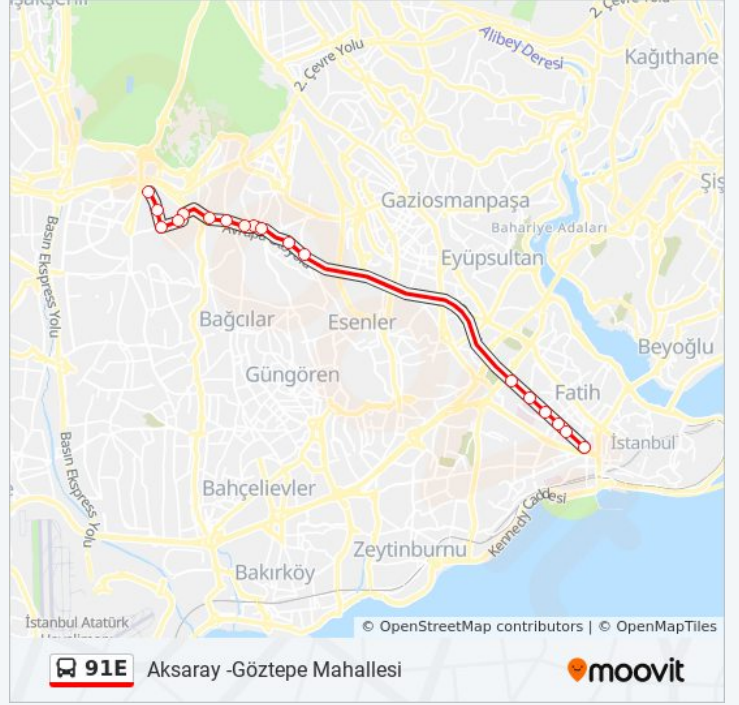 2. Çevre Yolu
Alibey Deresi
Kağıthane
2. Çevre Yolu
Gaziosmanpaşa
Şiş
Bahariye Adaları
Eyüpsultan
Basın Ekspress Yolu
Avrupa
Bağcılar
Esenler
Beyoğlu
Güngören
Fatih
İstanbul
Basın Ekspress Yolu
Bahçelievler
Kennedy Caddesi
Zeytinburnu
Bakırköy
İstanbul Atatürk
© OpenStreetMap contributors | © OpenMapTiles
91E Aksaray -Göztepe Mahallesi
moovit